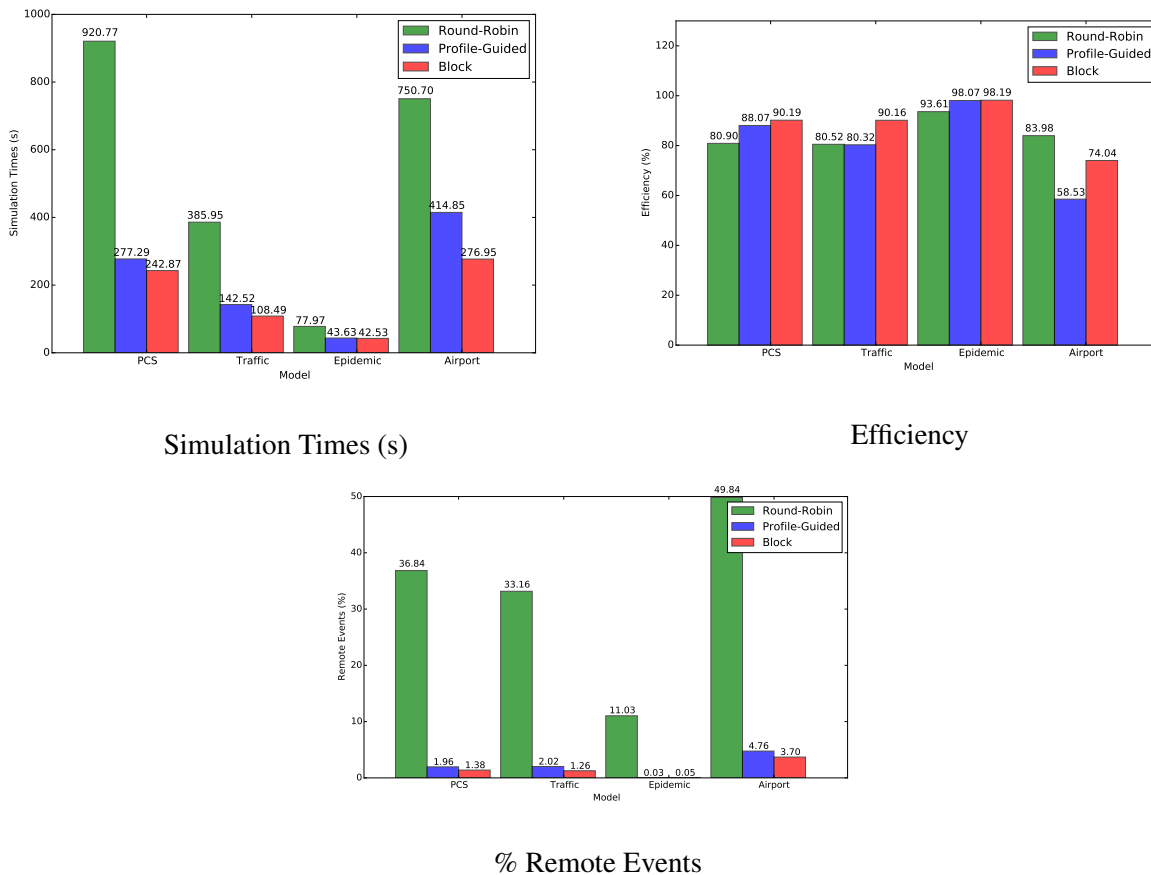 1000
800
600
400
200
0
Simulation Times (s)
920.77
277.29
242.87
385.95
142.52
108.49
77.97
43.63
42.53
750.70
414.85
276.95
Round-Robin
Profile-Guided
Block
PCS Traffic Epidemic Airport
Model
Simulation Times (s)
120
100
80
60
40
20
0
Efficiency (%)
80.90
88.07
90.19
80.52
80.32
90.16
93.61
98.07
98.19
83.98
58.53
74.04
Round-Robin
Profile-Guided
Block
PCS Traffic Epidemic Airport
Model
Efficiency
50
40
30
20
10
0
Remote Events (%)
36.84
1.96
1.38
33.16
2.02
1.26
11.03
0.03
0.05
49.84
4.76
3.70
Round-Robin
Profile-Guided
Block
PCS Traffic Epidemic Airport
Model
% Remote Events